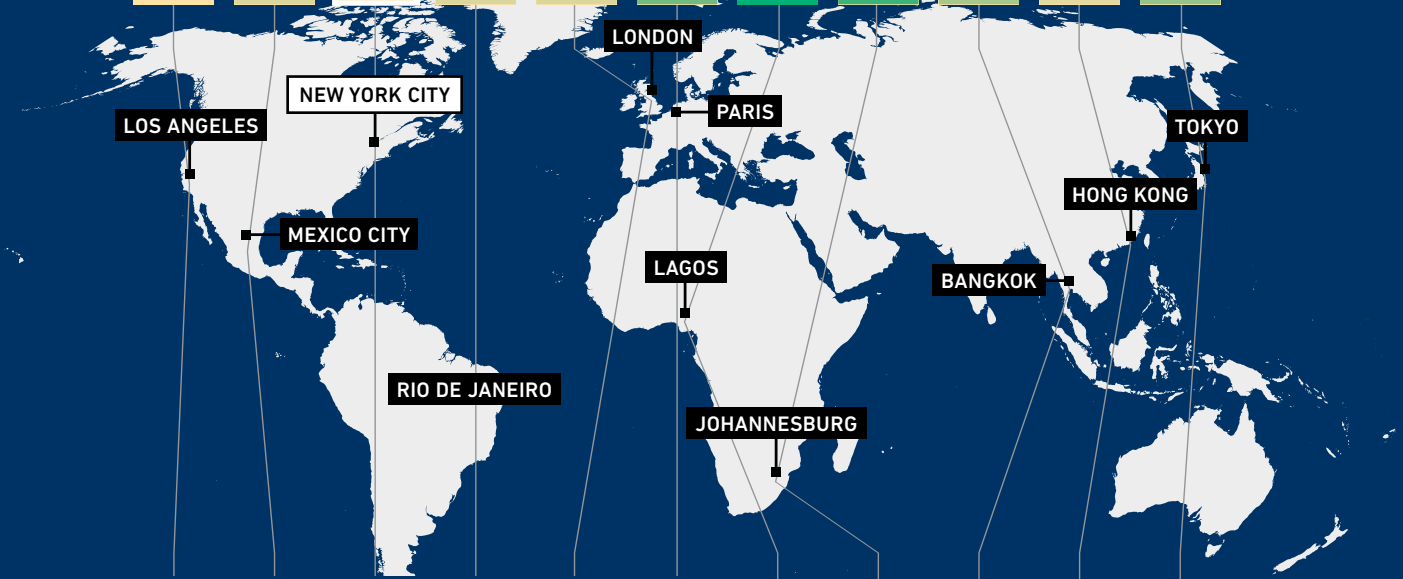 LONDON
NEW YORK CITY
PARIS
LOS ANGELES
TOKYO
HONG KONG
MEXICO CITY
LAGOS
BANGKOK
RIO DE JANEIRO
JOHANNESBURG